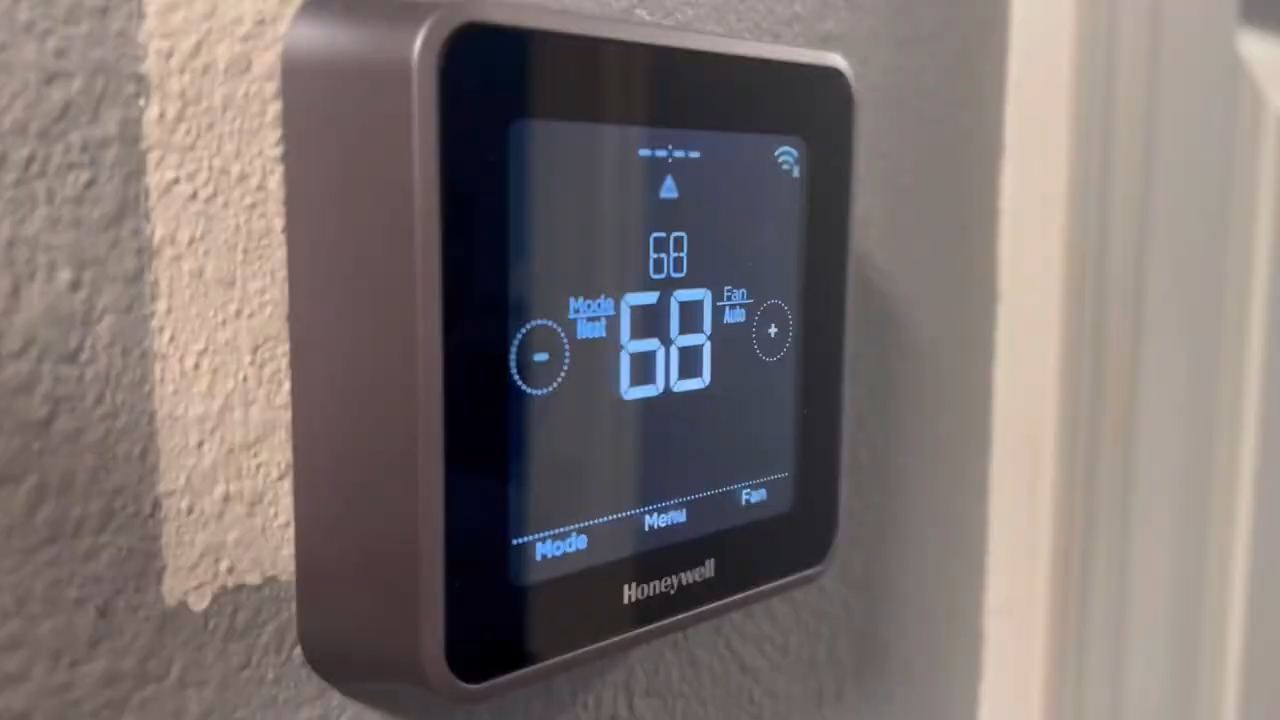 --:--
68
Mode
Heat
68
Fan
Auto
-
+
Mode
Menu
Fan
Honeywell